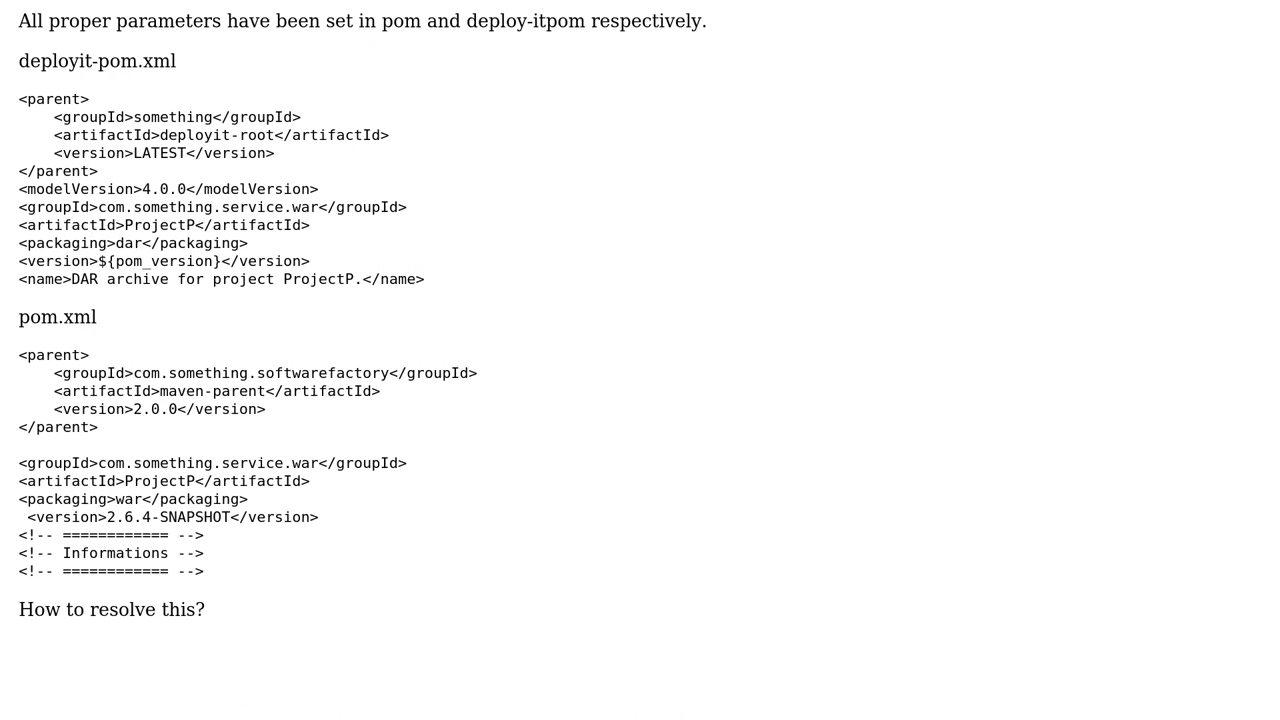 All proper parameters have been set in pom and deploy-itpom respectively.
deployit-pom.xml
<parent>
    <groupId>something</groupId>
    <artifactId>deployit-root</artifactId>
    <version>LATEST</version>
</parent>
<modelVersion>4.0.0</modelVersion>
<groupId>com.something.service.war</groupId>
<artifactId>ProjectP</artifactId>
<packaging>dar</packaging>
<version>${pom_version}</version>
<name>DAR archive for project ProjectP.</name>
pom.xml
<parent>
    <groupId>com.something.softwarefactory</groupId>
    <artifactId>maven-parent</artifactId>
    <version>2.0.0</version>
</parent>
<groupId>com.something.service.war</groupId>
<artifactId>ProjectP</artifactId>
<packaging>war</packaging>
 <version>2.6.4-SNAPSHOT</version>
<!-- ============ -->
<!-- Informations -->
<!-- ============ -->
How to resolve this?